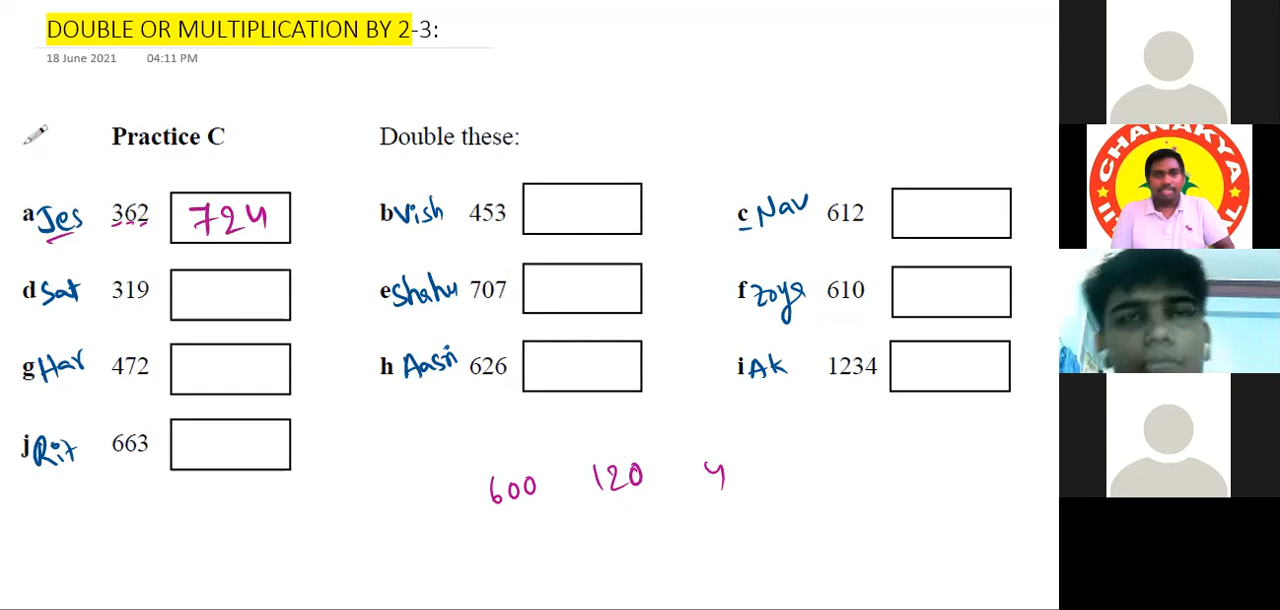 DOUBLE OR MULTIPLICATION BY 2-3:
18 June 2021 04:11 PM
Practice C Double these:
a Jes 362 724 b Vish 453 c Nav 612
d Sat 319 e Shahu 707 f Zoya 610
g Har 472 h Aasri 626 i Ak 1234
j Rit 663
600 120 4
CHANAKYA